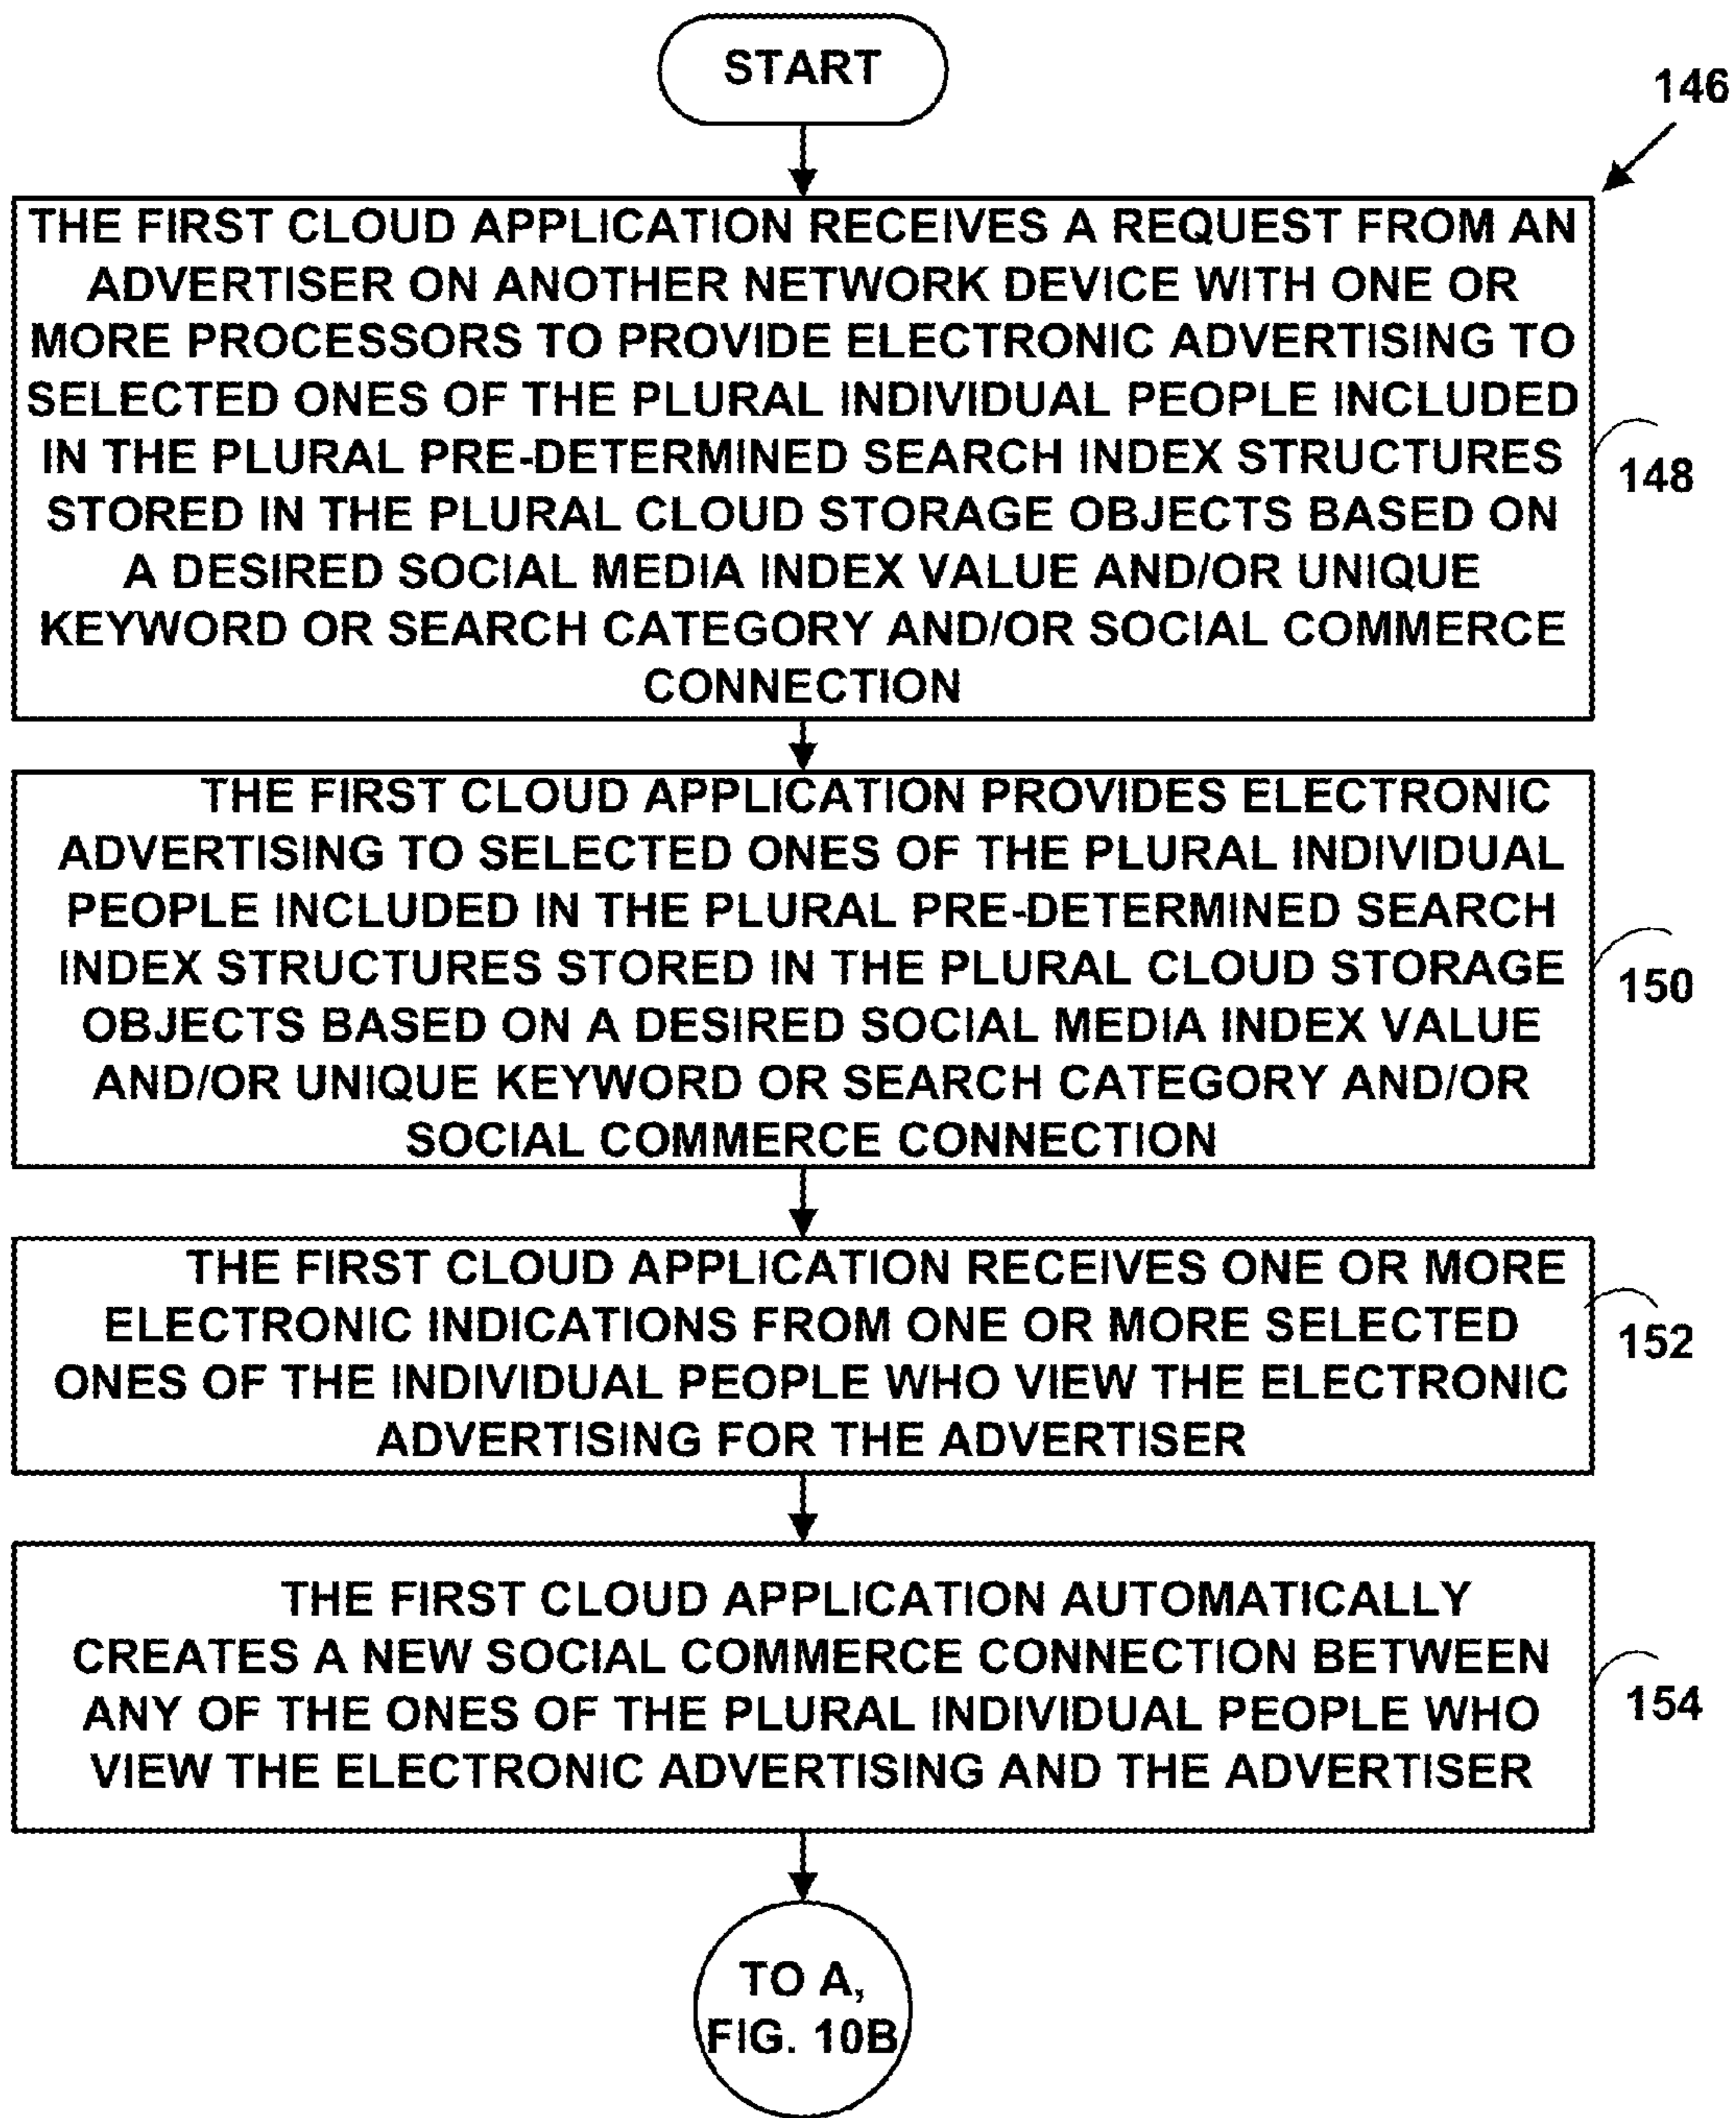 START
146
THE FIRST CLOUD APPLICATION RECEIVES A REQUEST FROM AN
ADVERTISER ON ANOTHER NETWORK DEVICE WITH ONE OR
MORE PROCESSORS TO PROVIDE ELECTRONIC ADVERTISING TO
SELECTED ONES OF THE PLURAL INDIVIDUAL PEOPLE INCLUDED
IN THE PLURAL PRE-DETERMINED SEARCH INDEX STRUCTURES
STORED IN THE PLURAL CLOUD STORAGE OBJECTS BASED ON
A DESIRED SOCIAL MEDIA INDEX VALUE AND/OR UNIQUE
KEYWORD OR SEARCH CATEGORY AND/OR SOCIAL COMMERCE
CONNECTION
148
THE FIRST CLOUD APPLICATION PROVIDES ELECTRONIC
ADVERTISING TO SELECTED ONES OF THE PLURAL INDIVIDUAL
PEOPLE INCLUDED IN THE PLURAL PRE-DETERMINED SEARCH
INDEX STRUCTURES STORED IN THE PLURAL CLOUD STORAGE
OBJECTS BASED ON A DESIRED SOCIAL MEDIA INDEX VALUE
AND/OR UNIQUE KEYWORD OR SEARCH CATEGORY AND/OR
SOCIAL COMMERCE CONNECTION
150
THE FIRST CLOUD APPLICATION RECEIVES ONE OR MORE
ELECTRONIC INDICATIONS FROM ONE OR MORE SELECTED
ONES OF THE INDIVIDUAL PEOPLE WHO VIEW THE ELECTRONIC
ADVERTISING FOR THE ADVERTISER
152
THE FIRST CLOUD APPLICATION AUTOMATICALLY
CREATES A NEW SOCIAL COMMERCE CONNECTION BETWEEN
ANY OF THE ONES OF THE PLURAL INDIVIDUAL PEOPLE WHO
VIEW THE ELECTRONIC ADVERTISING AND THE ADVERTISER
154
TO A,
FIG. 10B